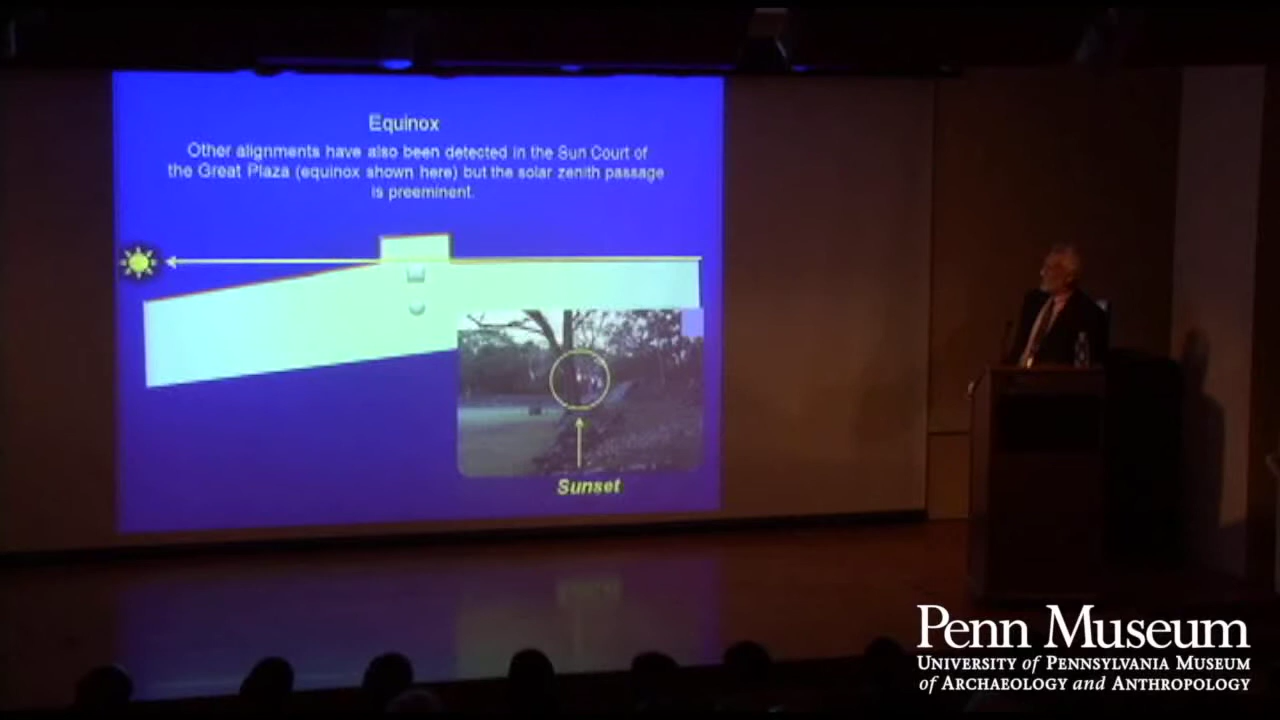 Equinox
Other alignments have also been detected in the Sun Court of
the Great Plaza (equinox shown here) but the solar zenith passage
is preeminent.
Sunset
Penn Museum
University of Pennsylvania Museum
of Archaeology and Anthropology